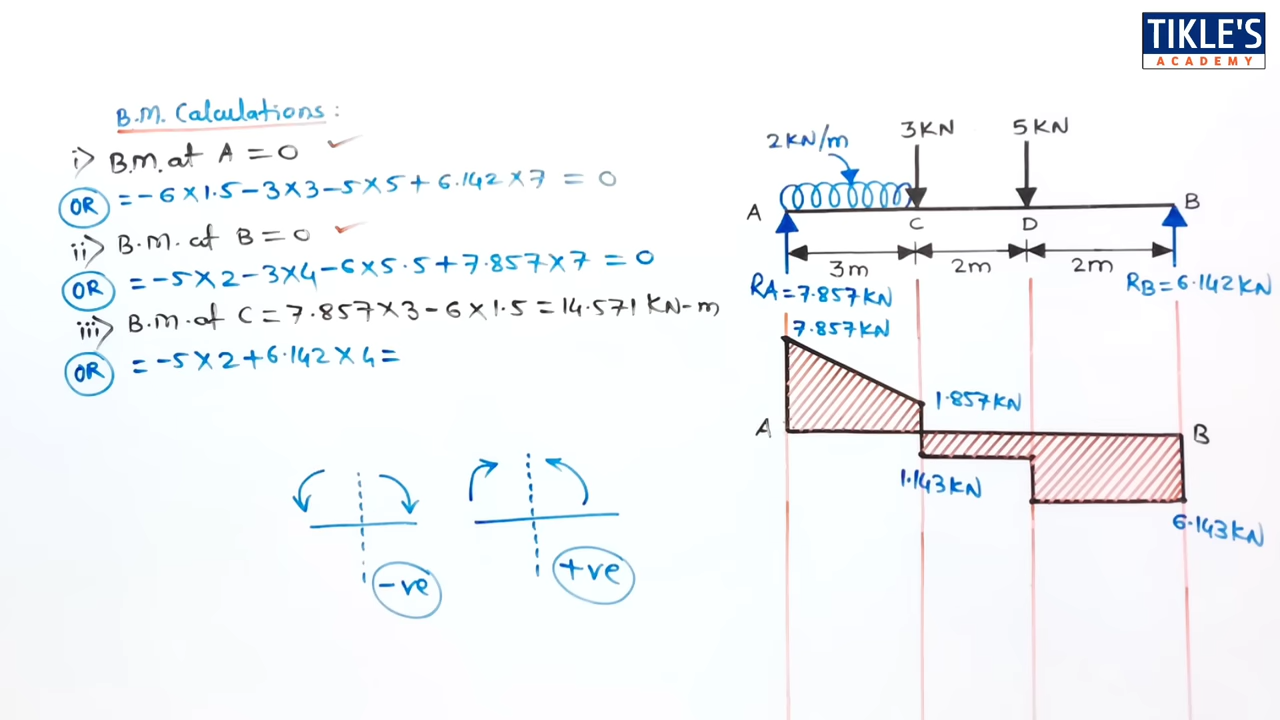 TIKLE'S
ACADEMY
B.M. Calculations:
i) B.M. at A = 0
OR = -6×1.5-3×3-5×5+6.142×7 = 0
ii) B.M. at B = 0
OR = -5×2-3×4-6×5.5+7.857×7 = 0
iii) B.M. at C = 7.857×3-6×1.5 = 14.571 KN-m
OR = -5×2+6.142×4=
-ve
+ve
2KN/m
3KN
5KN
A
C
D
B
3m
2m
2m
RA=7.857KN
RB=6.142KN
7.857KN
1.857KN
A
B
1.143KN
6.143KN